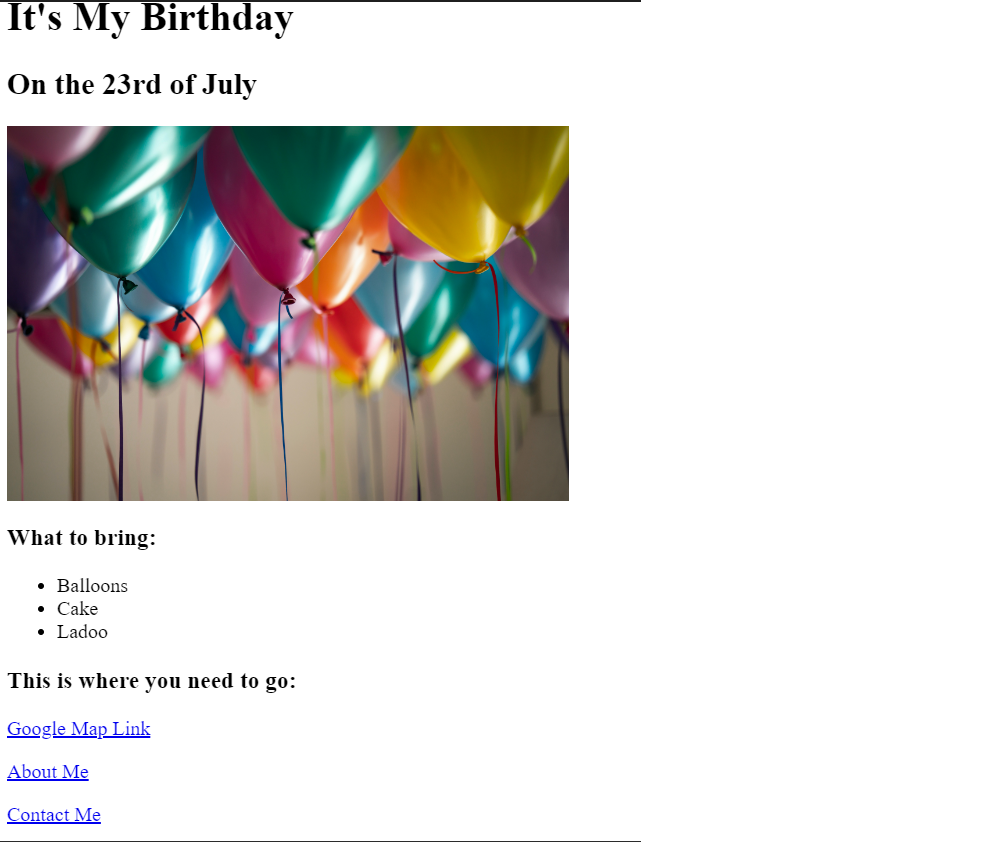 It's My Birthday
On the 23rd of July
What to bring:
Balloons
Cake
Ladoo
This is where you need to go:
Google Map Link
About Me
Contact Me